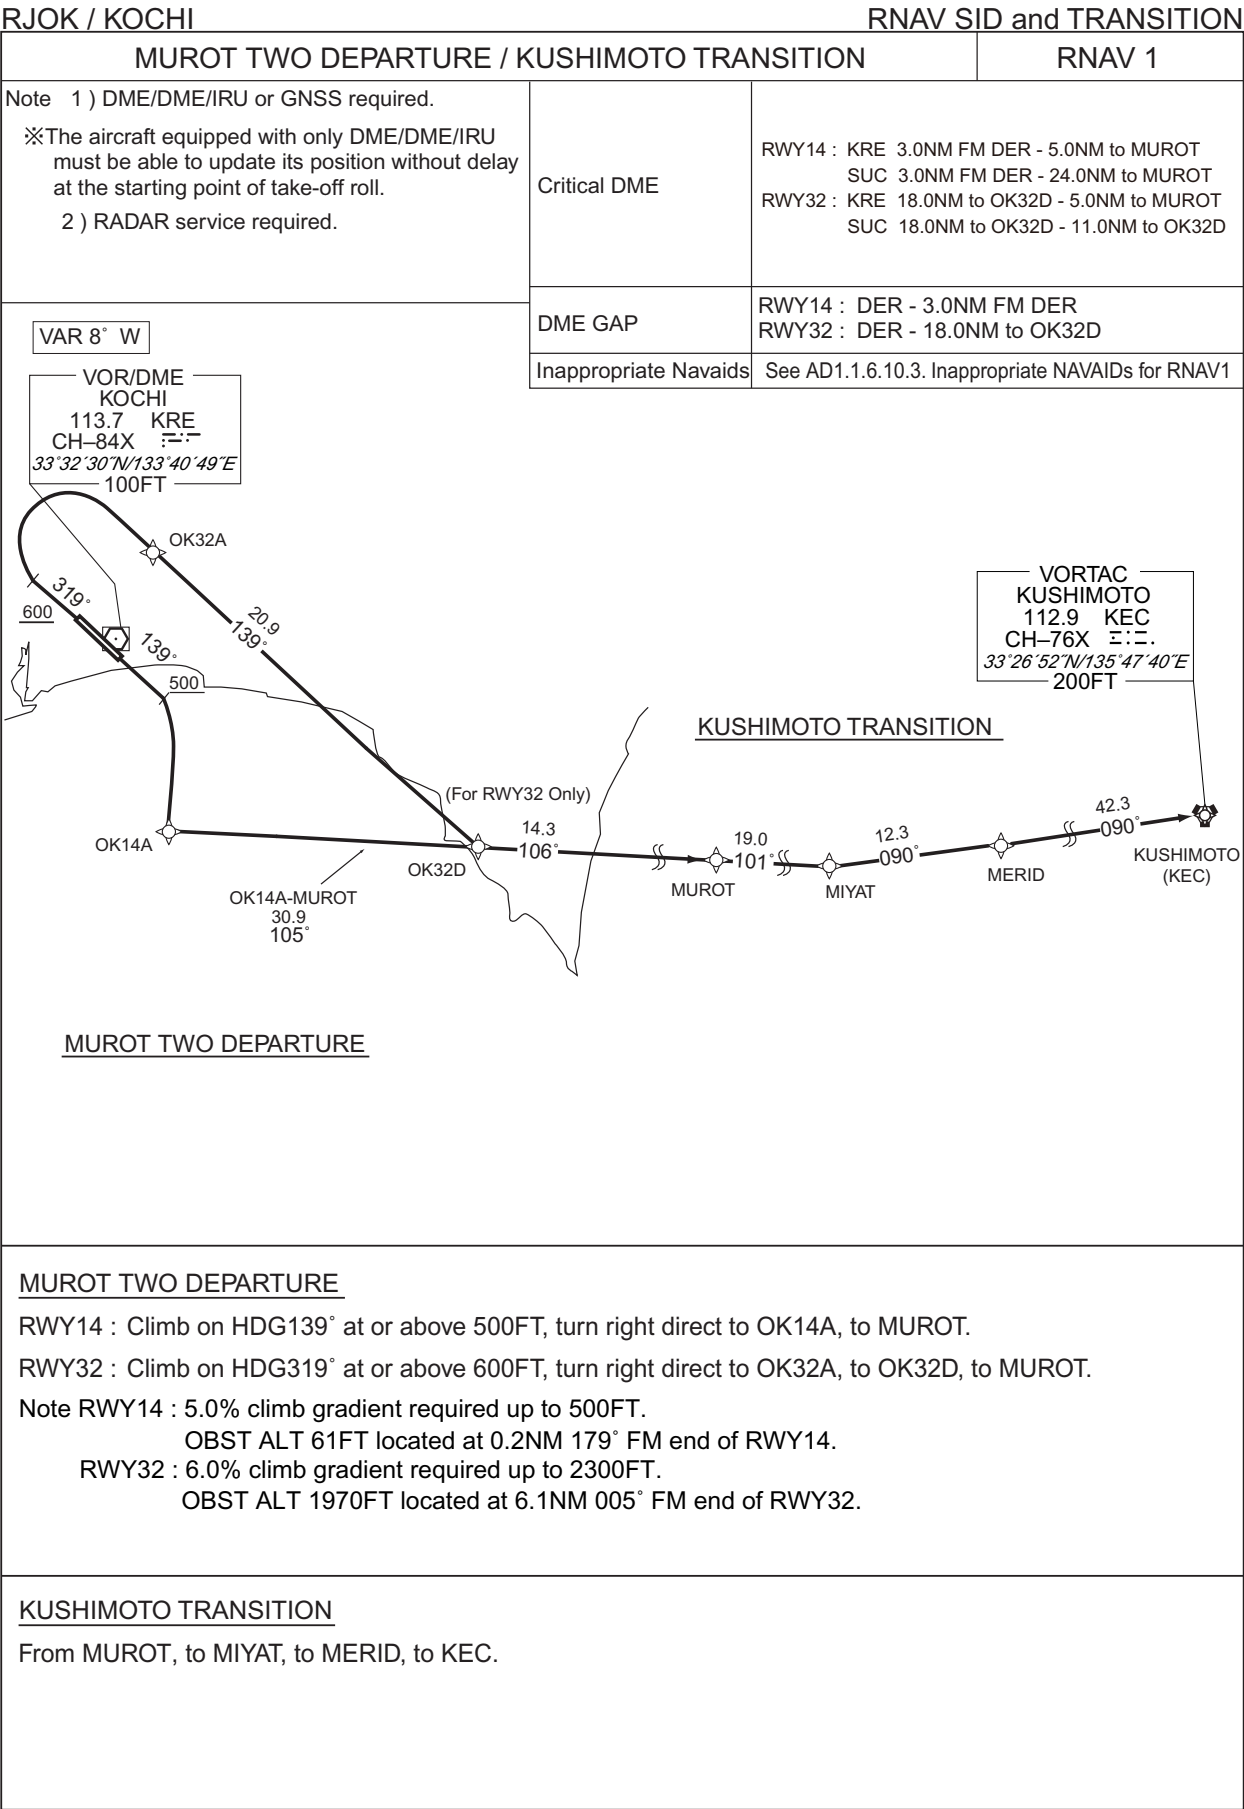 RJOK / KOCHI
RNAV SID and TRANSITION
MUROT TWO DEPARTURE / KUSHIMOTO TRANSITION
RNAV 1
Note 1 ) DME/DME/IRU or GNSS required.
※The aircraft equipped with only DME/DME/IRU
must be able to update its position without delay
at the starting point of take-off roll.
2 ) RADAR service required.
Critical DME
RWY14 : KRE 3.0NM FM DER - 5.0NM to MUROT
SUC 3.0NM FM DER - 24.0NM to MUROT
RWY32 : KRE 18.0NM to OK32D - 5.0NM to MUROT
SUC 18.0NM to OK32D - 11.0NM to OK32D
DME GAP
RWY14 : DER - 3.0NM FM DER
RWY32 : DER - 18.0NM to OK32D
Inappropriate Navaids
See AD1.1.6.10.3. Inappropriate NAVAIDs for RNAV1
VAR 8° W
VOR/DME
KOCHI
113.7 KRE
CH–84X
33°32´30˝N/133°40´49˝E
100FT
OK32A
319°
600
139°
500
20.9
139°
VORTAC
KUSHIMOTO
112.9 KEC
CH–76X
33°26´52˝N/135°47´40˝E
200FT
KUSHIMOTO TRANSITION
(For RWY32 Only)
14.3
106°
19.0
101°
12.3
090°
42.3
090°
OK14A
OK32D
MUROT
MIYAT
MERID
KUSHIMOTO
(KEC)
OK14A-MUROT
30.9
105°
MUROT TWO DEPARTURE
MUROT TWO DEPARTURE
RWY14 : Climb on HDG139° at or above 500FT, turn right direct to OK14A, to MUROT.
RWY32 : Climb on HDG319° at or above 600FT, turn right direct to OK32A, to OK32D, to MUROT.
Note RWY14 : 5.0% climb gradient required up to 500FT.
OBST ALT 61FT located at 0.2NM 179° FM end of RWY14.
RWY32 : 6.0% climb gradient required up to 2300FT.
OBST ALT 1970FT located at 6.1NM 005° FM end of RWY32.
KUSHIMOTO TRANSITION
From MUROT, to MIYAT, to MERID, to KEC.